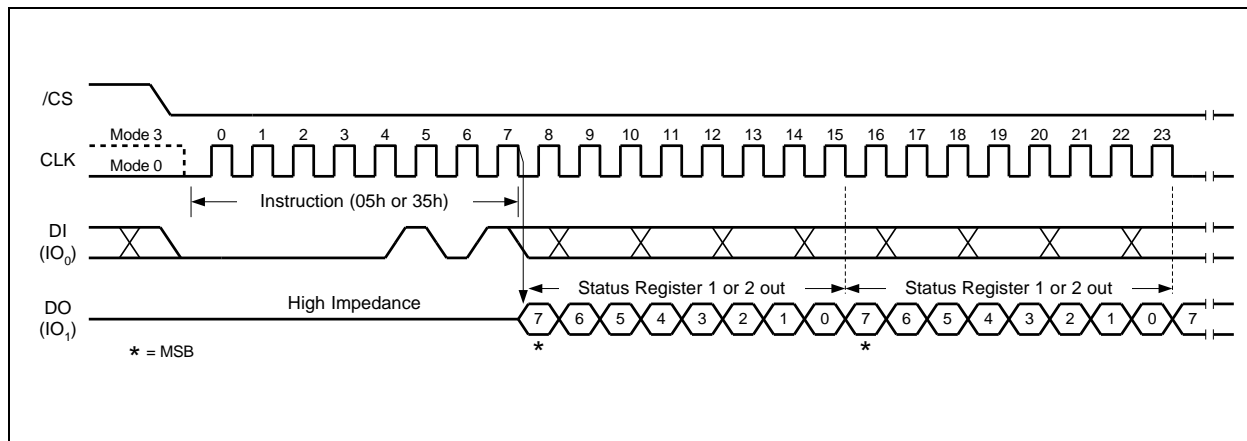 /CS
Mode 3
CLK
Mode 0
0 1 2 3 4 5 6 7 8 9 10 11 12 13 14 15 16 17 18 19 20 21 22 23
Instruction (05h or 35h)
DI
(IO0)
High Impedance
Status Register 1 or 2 out
Status Register 1 or 2 out
DO
(IO1)
7 6 5 4 3 2 1 0 7 6 5 4 3 2 1 0 7
* *
* = MSB